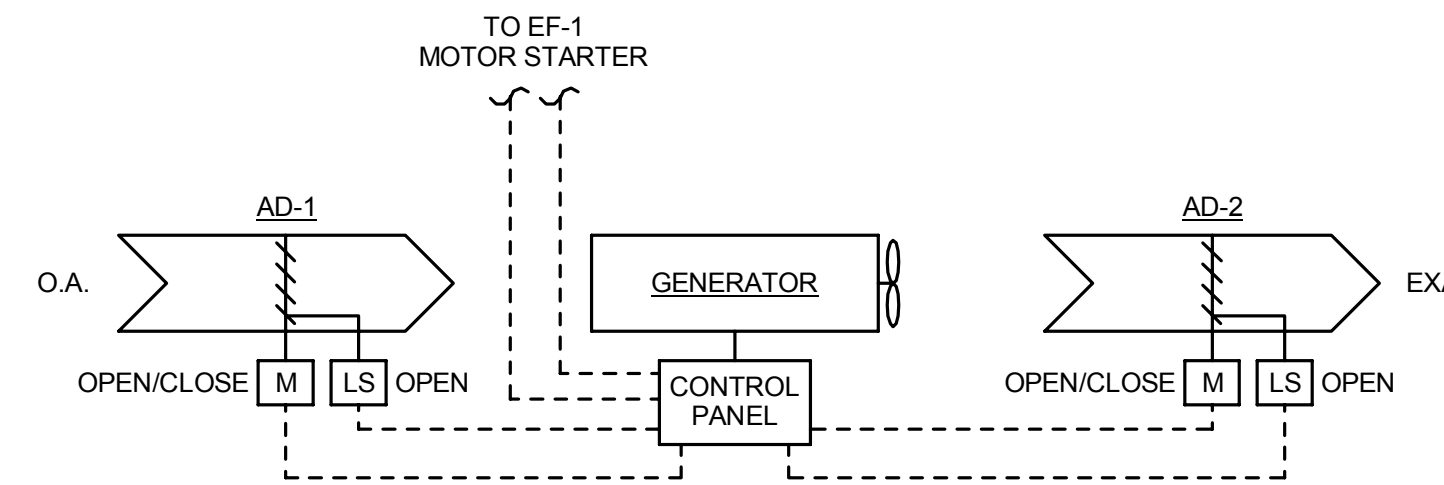 TO EF-1
MOTOR STARTER
AD-1
AD-2
O.A.
GENERATOR
EXA
OPEN/CLOSE M LS OPEN
CONTROL
PANEL
OPEN/CLOSE M LS OPEN